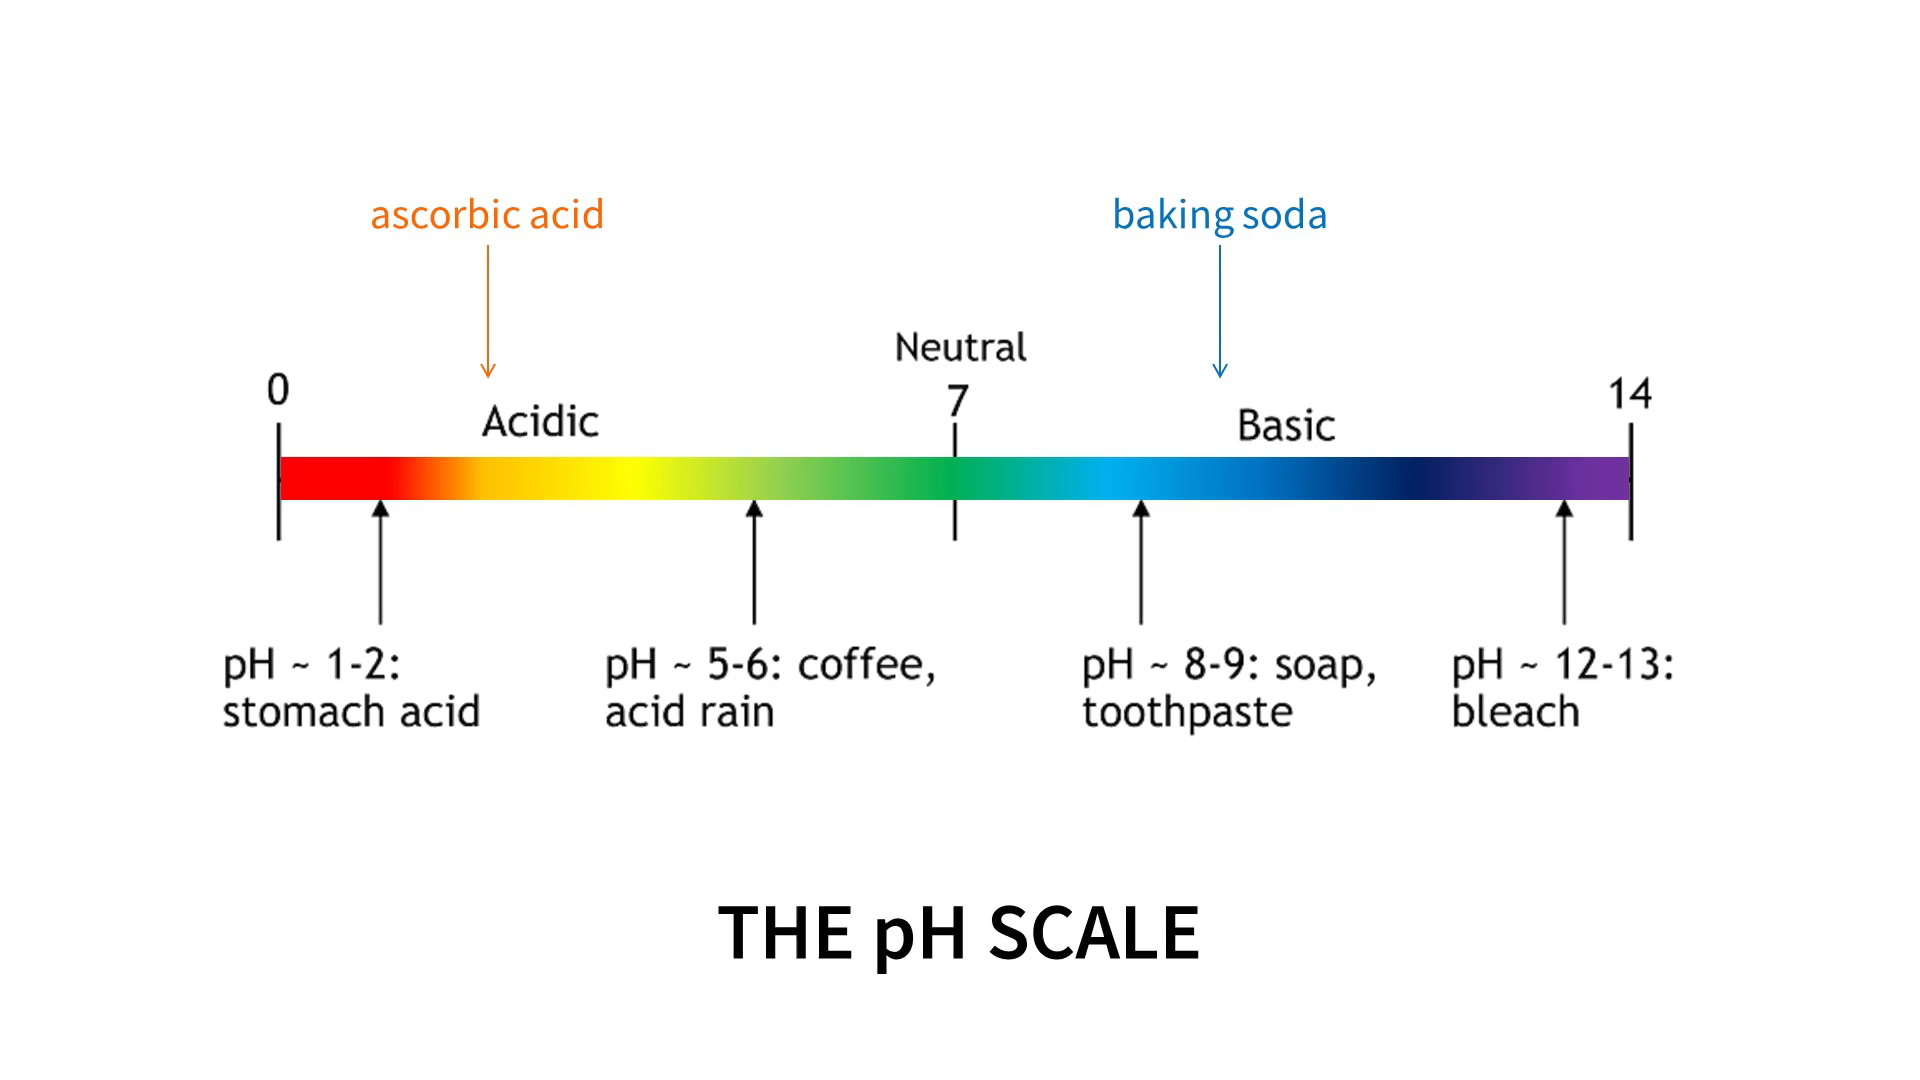 ascorbic acid
baking soda
Neutral
0
7
14
Acidic
Basic
pH ~ 1-2:
stomach acid
pH ~ 5-6: coffee,
acid rain
pH ~ 8-9: soap,
toothpaste
pH ~ 12-13:
bleach
THE pH SCALE